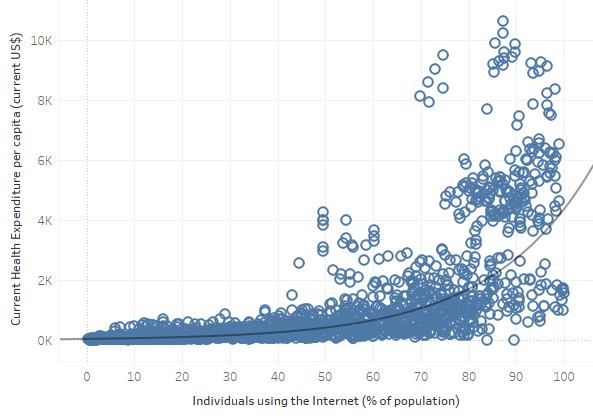 Current Health Expenditure per capita (current US$)
10K
8K
6K
4K
2K
0K
0 10 20 30 40 50 60 70 80 90 100
Individuals using the Internet (% of population)